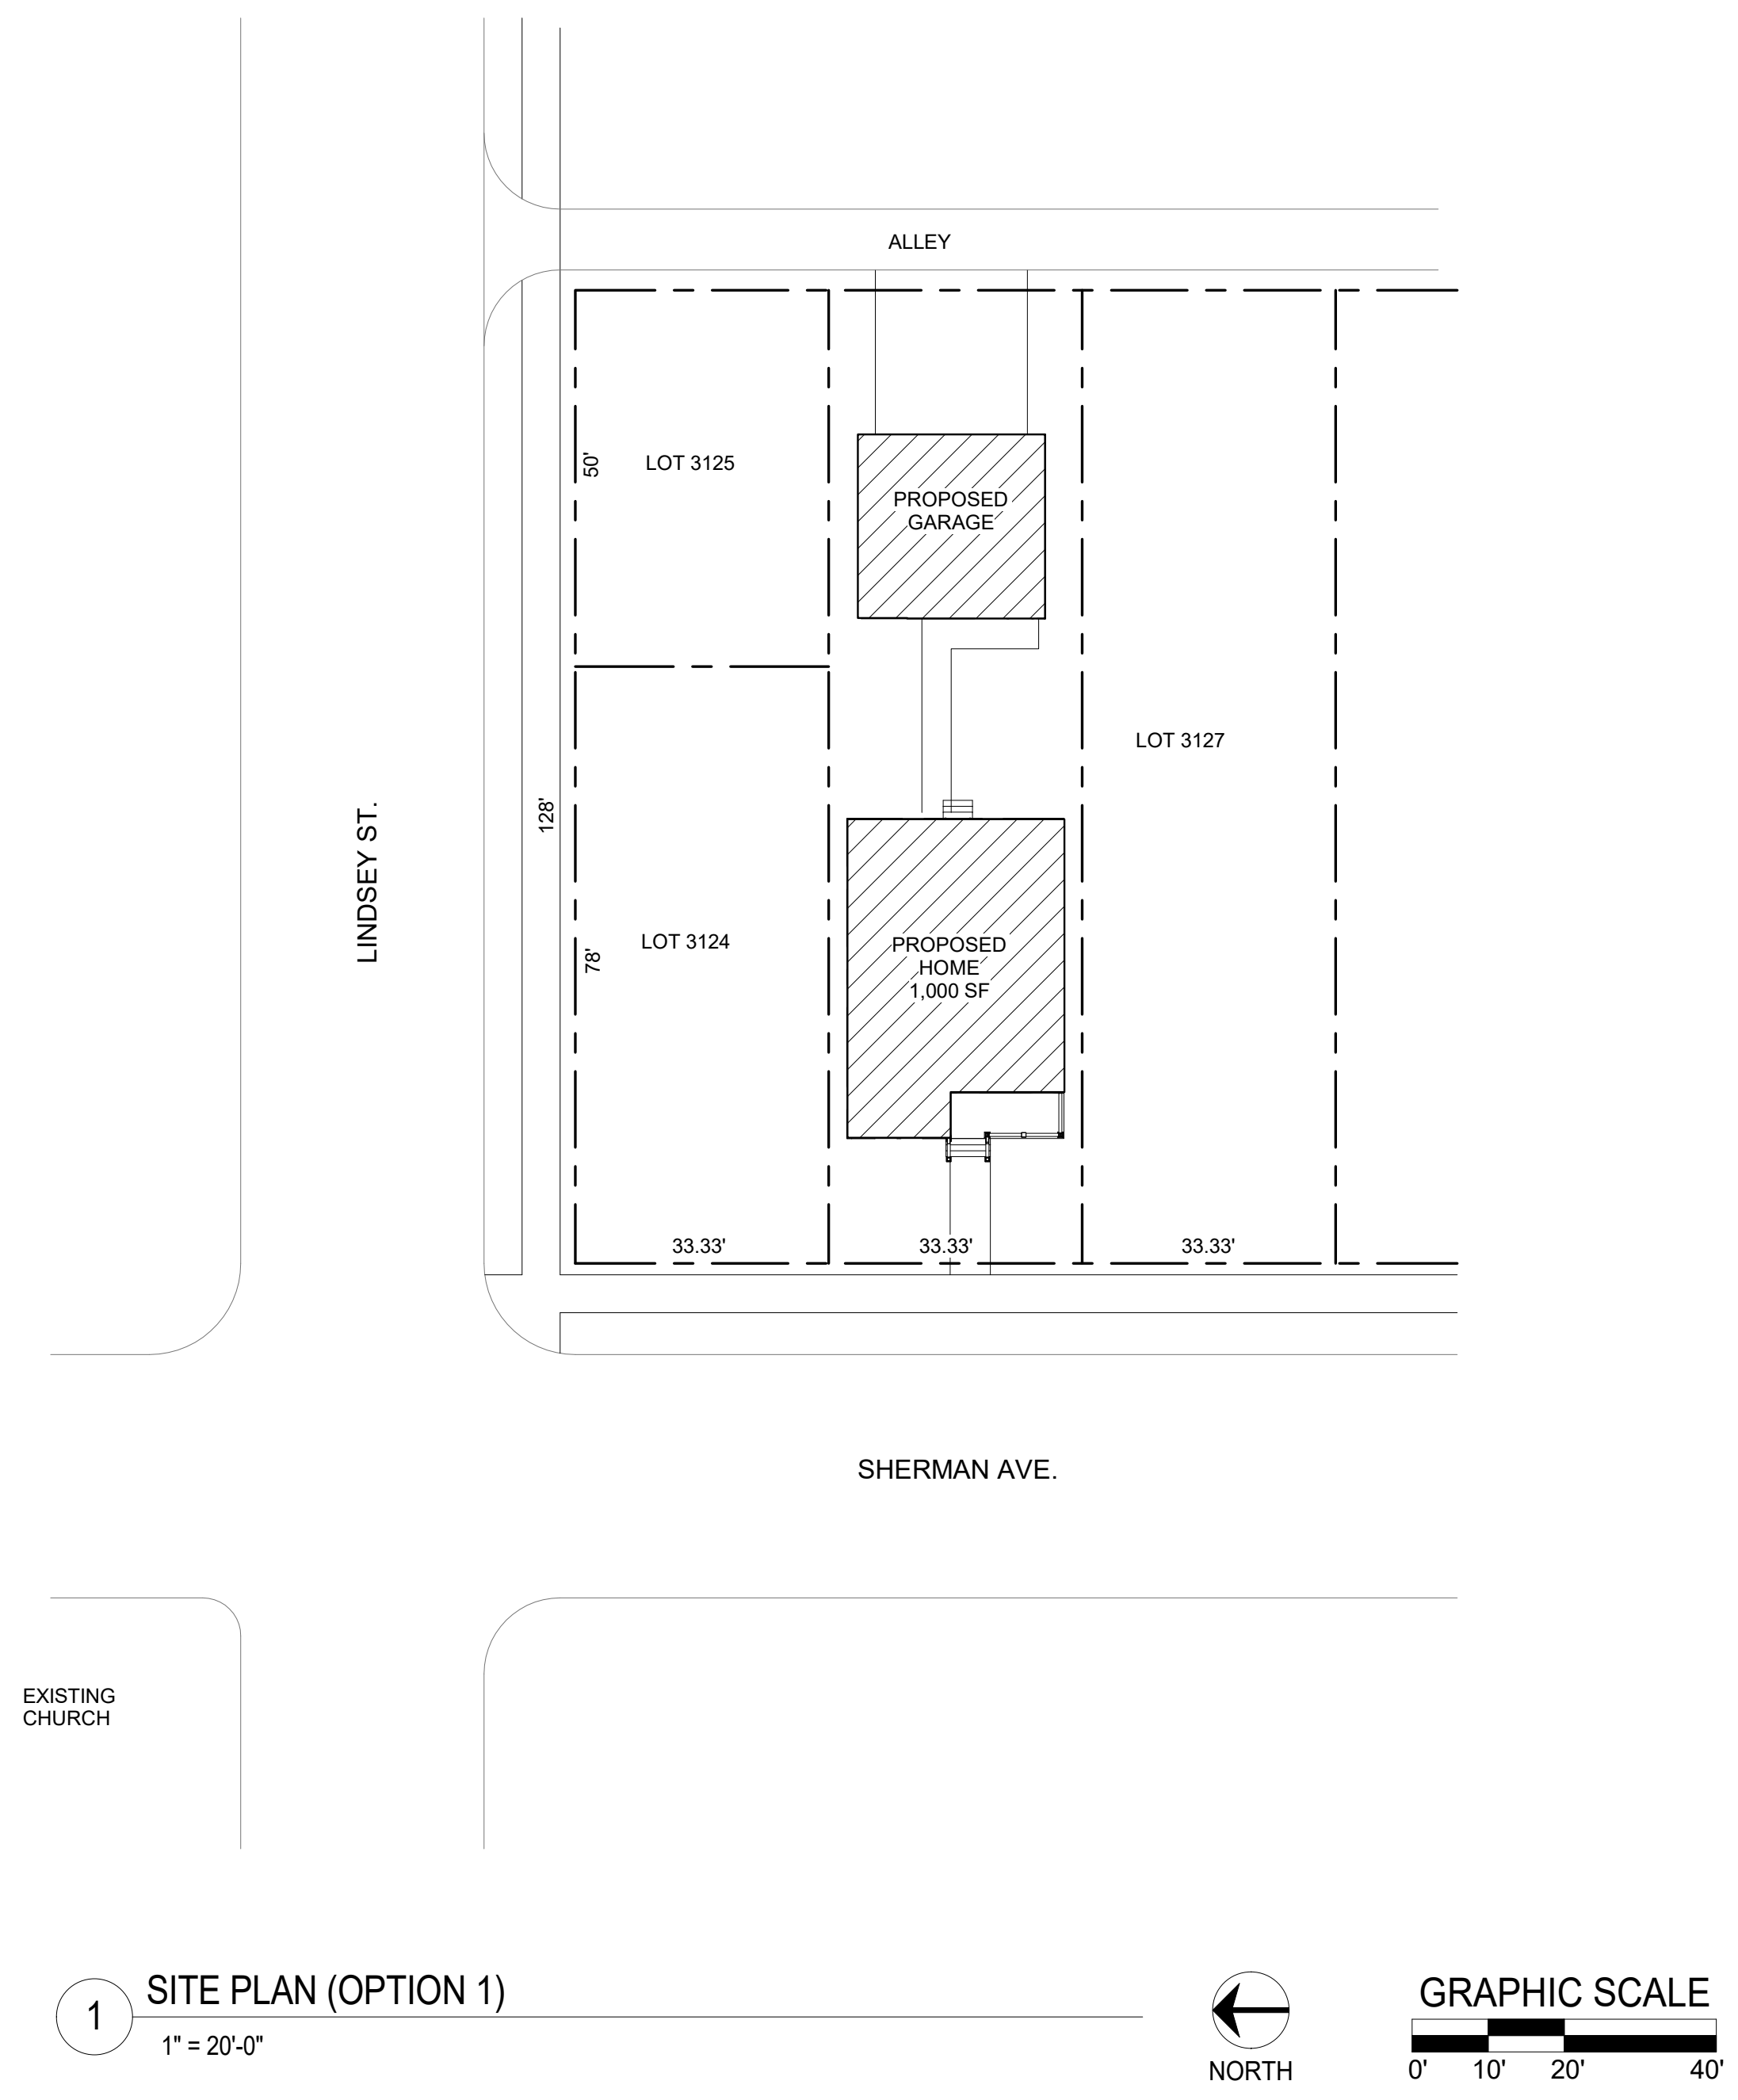 ALLEY
50'
LOT 3125
PROPOSED
GARAGE
LOT 3127
128'
LINDSEY ST.
78'
LOT 3124
PROPOSED
HOME
1,000 SF
33.33'
33.33'
33.33'
SHERMAN AVE.
EXISTING
CHURCH
1
SITE PLAN (OPTION 1)
1" = 20'-0"
NORTH
GRAPHIC SCALE
0' 10' 20' 40'